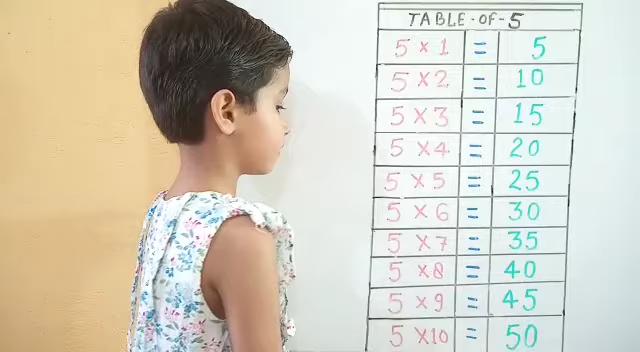 TABLE-OF-5
5 × 1 = 5
5 × 2 = 10
5 × 3 = 15
5 × 4 = 20
5 × 5 = 25
5 × 6 = 30
5 × 7 = 35
5 × 8 = 40
5 × 9 = 45
5 × 10 = 50